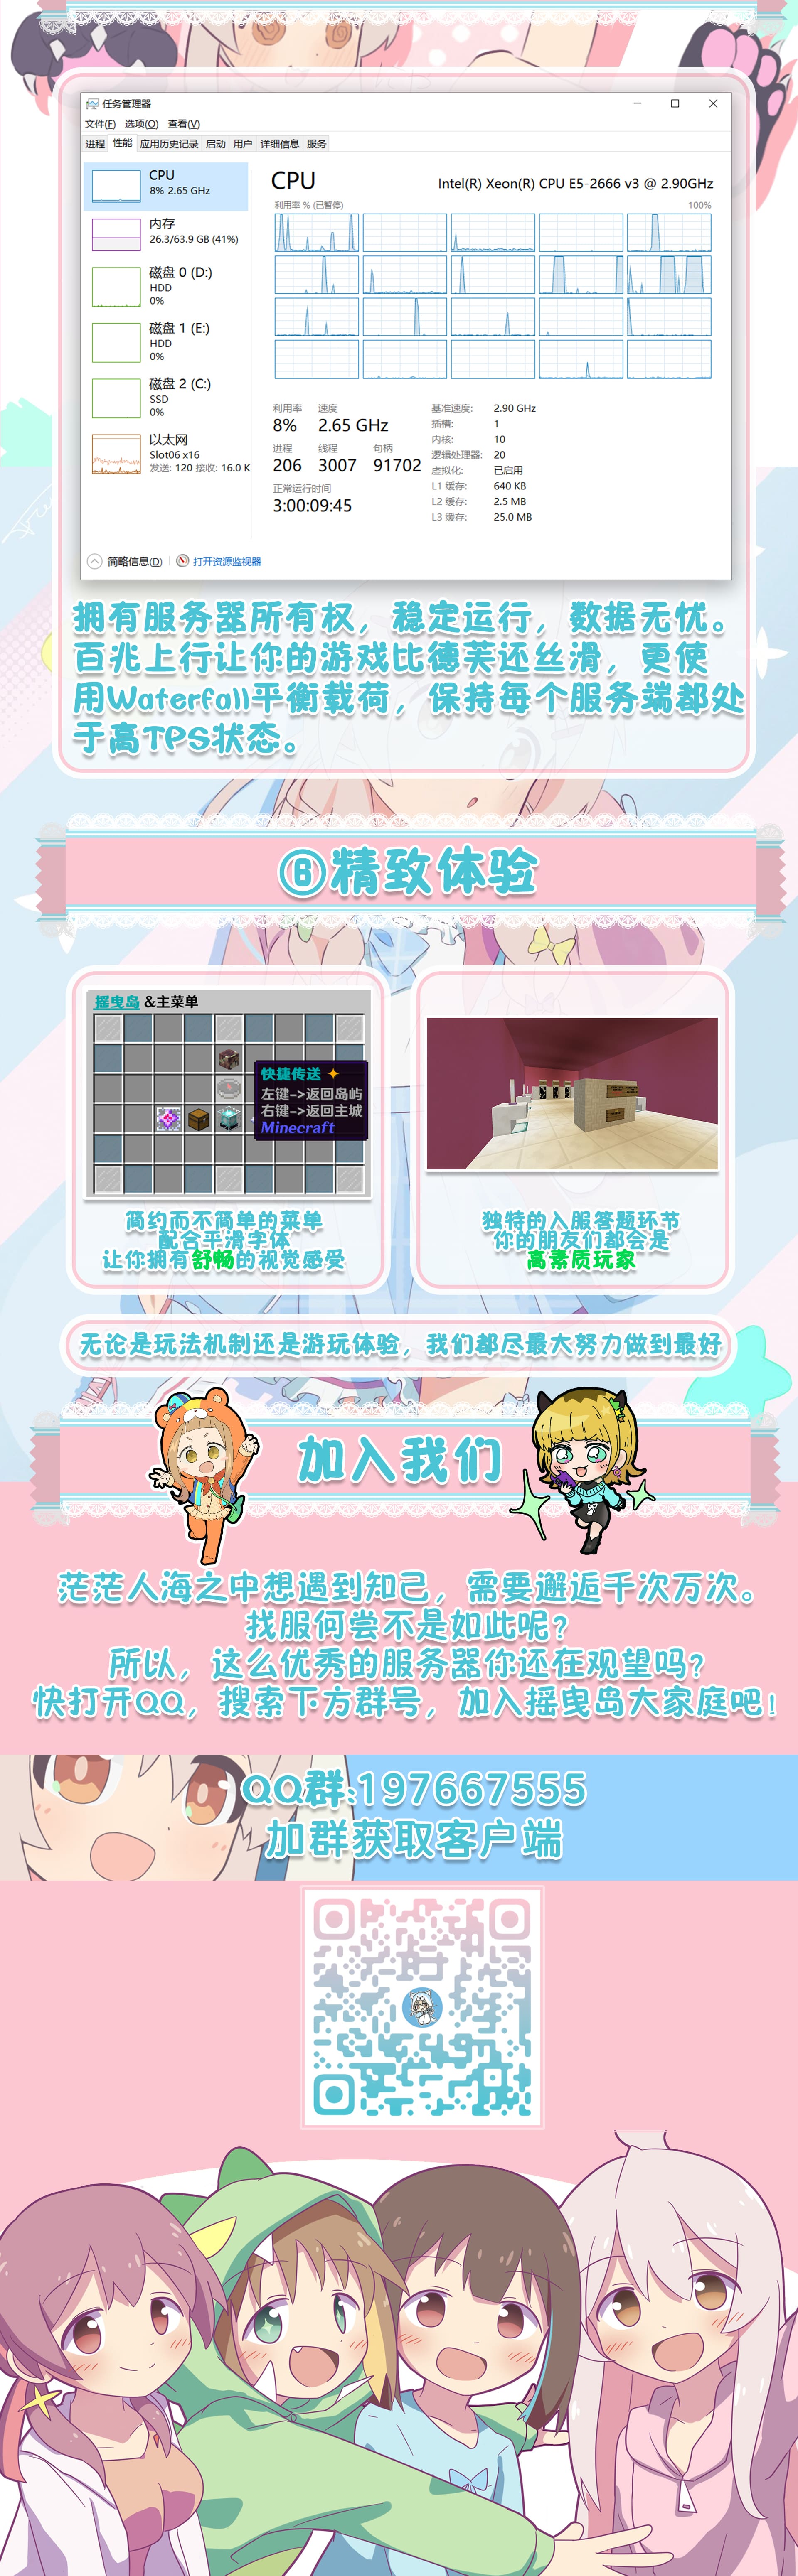 任务管理器
文件(F) 选项(O) 查看(V)
进程 性能 应用历史记录 启动 用户 详细信息 服务
CPU
8% 2.65 GHz
内存
26.3/63.9 GB (41%)
磁盘 0 (D:)
HDD
0%
磁盘 1 (E:)
HDD
0%
磁盘 2 (C:)
SSD
0%
以太网
Slot06 x16
发送: 120 接收: 16.0 K
CPU Intel(R) Xeon(R) CPU E5-2666 v3 @ 2.90GHz
利用率 % (已暂停) 100%
利用率 速度
8% 2.65 GHz
进程 线程 句柄
206 3007 91702
正常运行时间
3:00:09:45
基准速度: 2.90 GHz
插槽: 1
内核: 10
逻辑处理器: 20
虚拟化: 已启用
L1 缓存: 640 KB
L2 缓存: 2.5 MB
L3 缓存: 25.0 MB
简略信息(D) 打开资源监视器
拥有服务器所有权，稳定运行，数据无忧。
百兆上行让你的游戏比德芙还丝滑，更使
用Waterfall平衡载荷，保持每个服务端都处
于高TPS状态。
⑥精致体验
摇曳岛 &主菜单
快捷传送
左键->返回岛屿
右键->返回主城
Minecraft
简约而不简单的菜单
配合平滑字体
让你拥有舒畅的视觉感受
独特的入服答题环节
你的朋友们都会是
高素质玩家
无论是玩法机制还是游玩体验，我们都尽最大努力做到最好
加入我们
茫茫人海之中想遇到知己，需要邂逅千次万次。
找服何尝不是如此呢？
所以，这么优秀的服务器你还在观望吗？
快打开QQ，搜索下方群号，加入摇曳岛大家庭吧！
QQ群:197667555
加群获取客户端